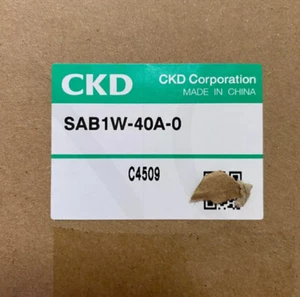 CKD
CKD Corporation
MADE IN CHINA
SAB1W-40A-0
C4509